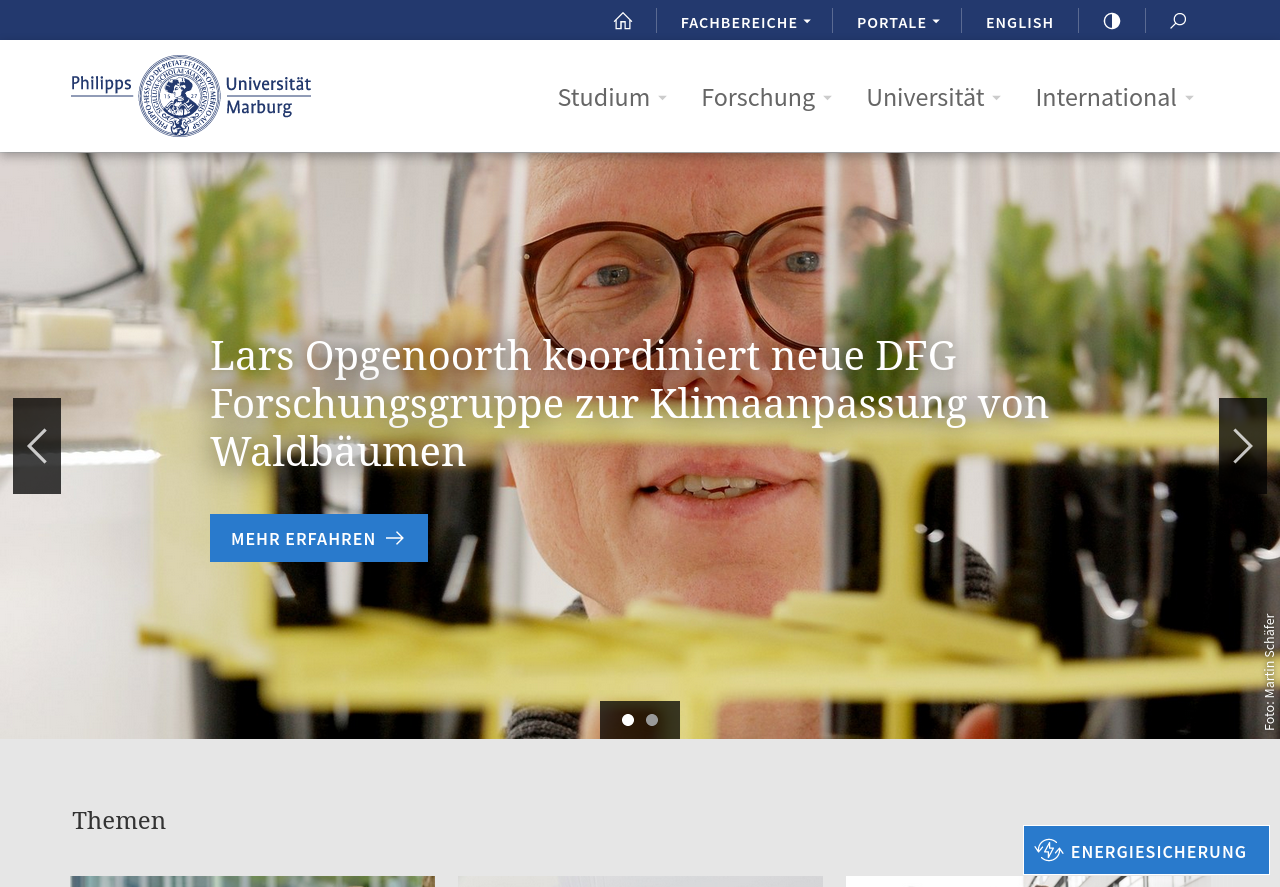 FACHBEREICHE
PORTALE
ENGLISH
Philipps
Universität
Marburg
Studium
Forschung
Universität
International
Lars Opgenoorth koordiniert neue DFG
Forschungsgruppe zur Klimaanpassung von
Waldbäumen
MEHR ERFAHREN
Foto: Martin Schäfer
Themen
ENERGIESICHERUNG